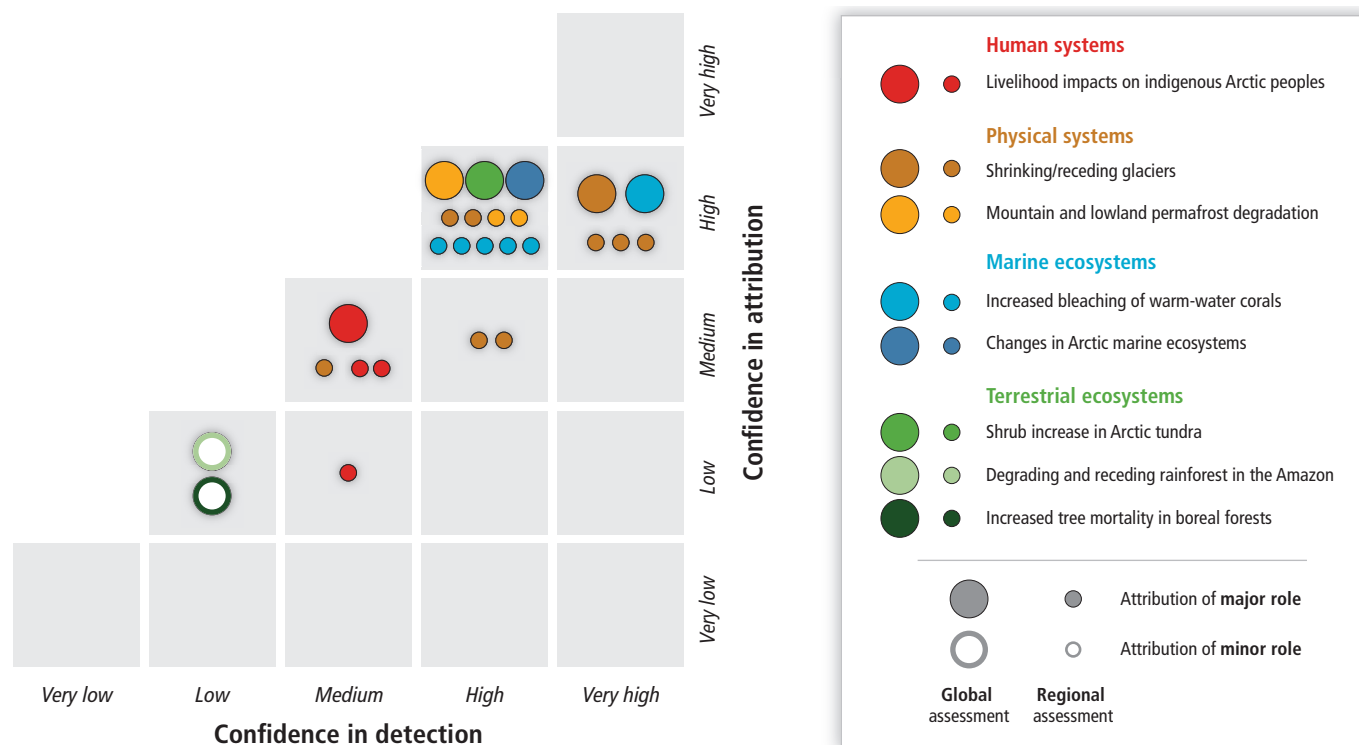 Very high
High
Medium
Low
Very low
Confidence in attribution
Very low
Low
Medium
High
Very high
Confidence in detection
Human systems
Livelihood impacts on indigenous Arctic peoples
Physical systems
Shrinking/receding glaciers
Mountain and lowland permafrost degradation
Marine ecosystems
Increased bleaching of warm-water corals
Changes in Arctic marine ecosystems
Terrestrial ecosystems
Shrub increase in Arctic tundra
Degrading and receding rainforest in the Amazon
Increased tree mortality in boreal forests
Attribution of major role
Attribution of minor role
Global
assessment
Regional
assessment